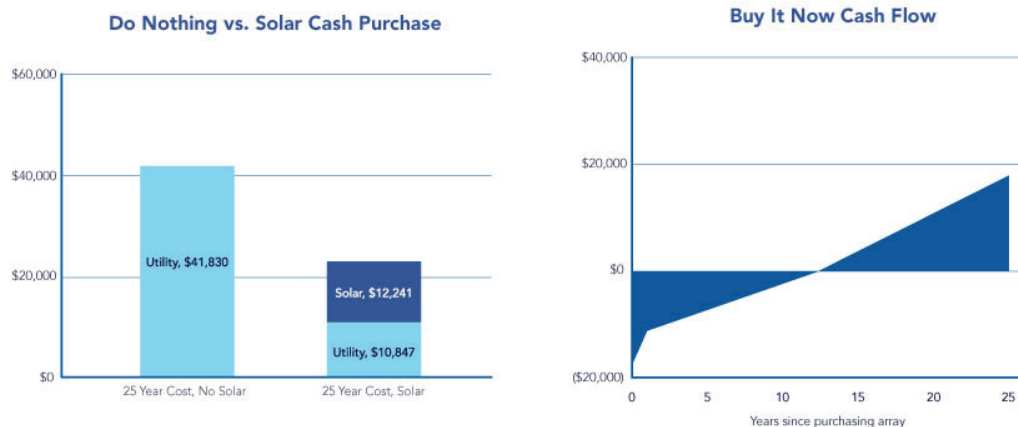 Do Nothing vs. Solar Cash Purchase
$60,000
$40,000
$20,000
$0
Utility, $41,830
Solar, $12,241
Utility, $10,847
25 Year Cost, No Solar
25 Year Cost, Solar
Buy It Now Cash Flow
$40,000
$20,000
$0
($20,000)
0
5
10
15
20
25
Years since purchasing array